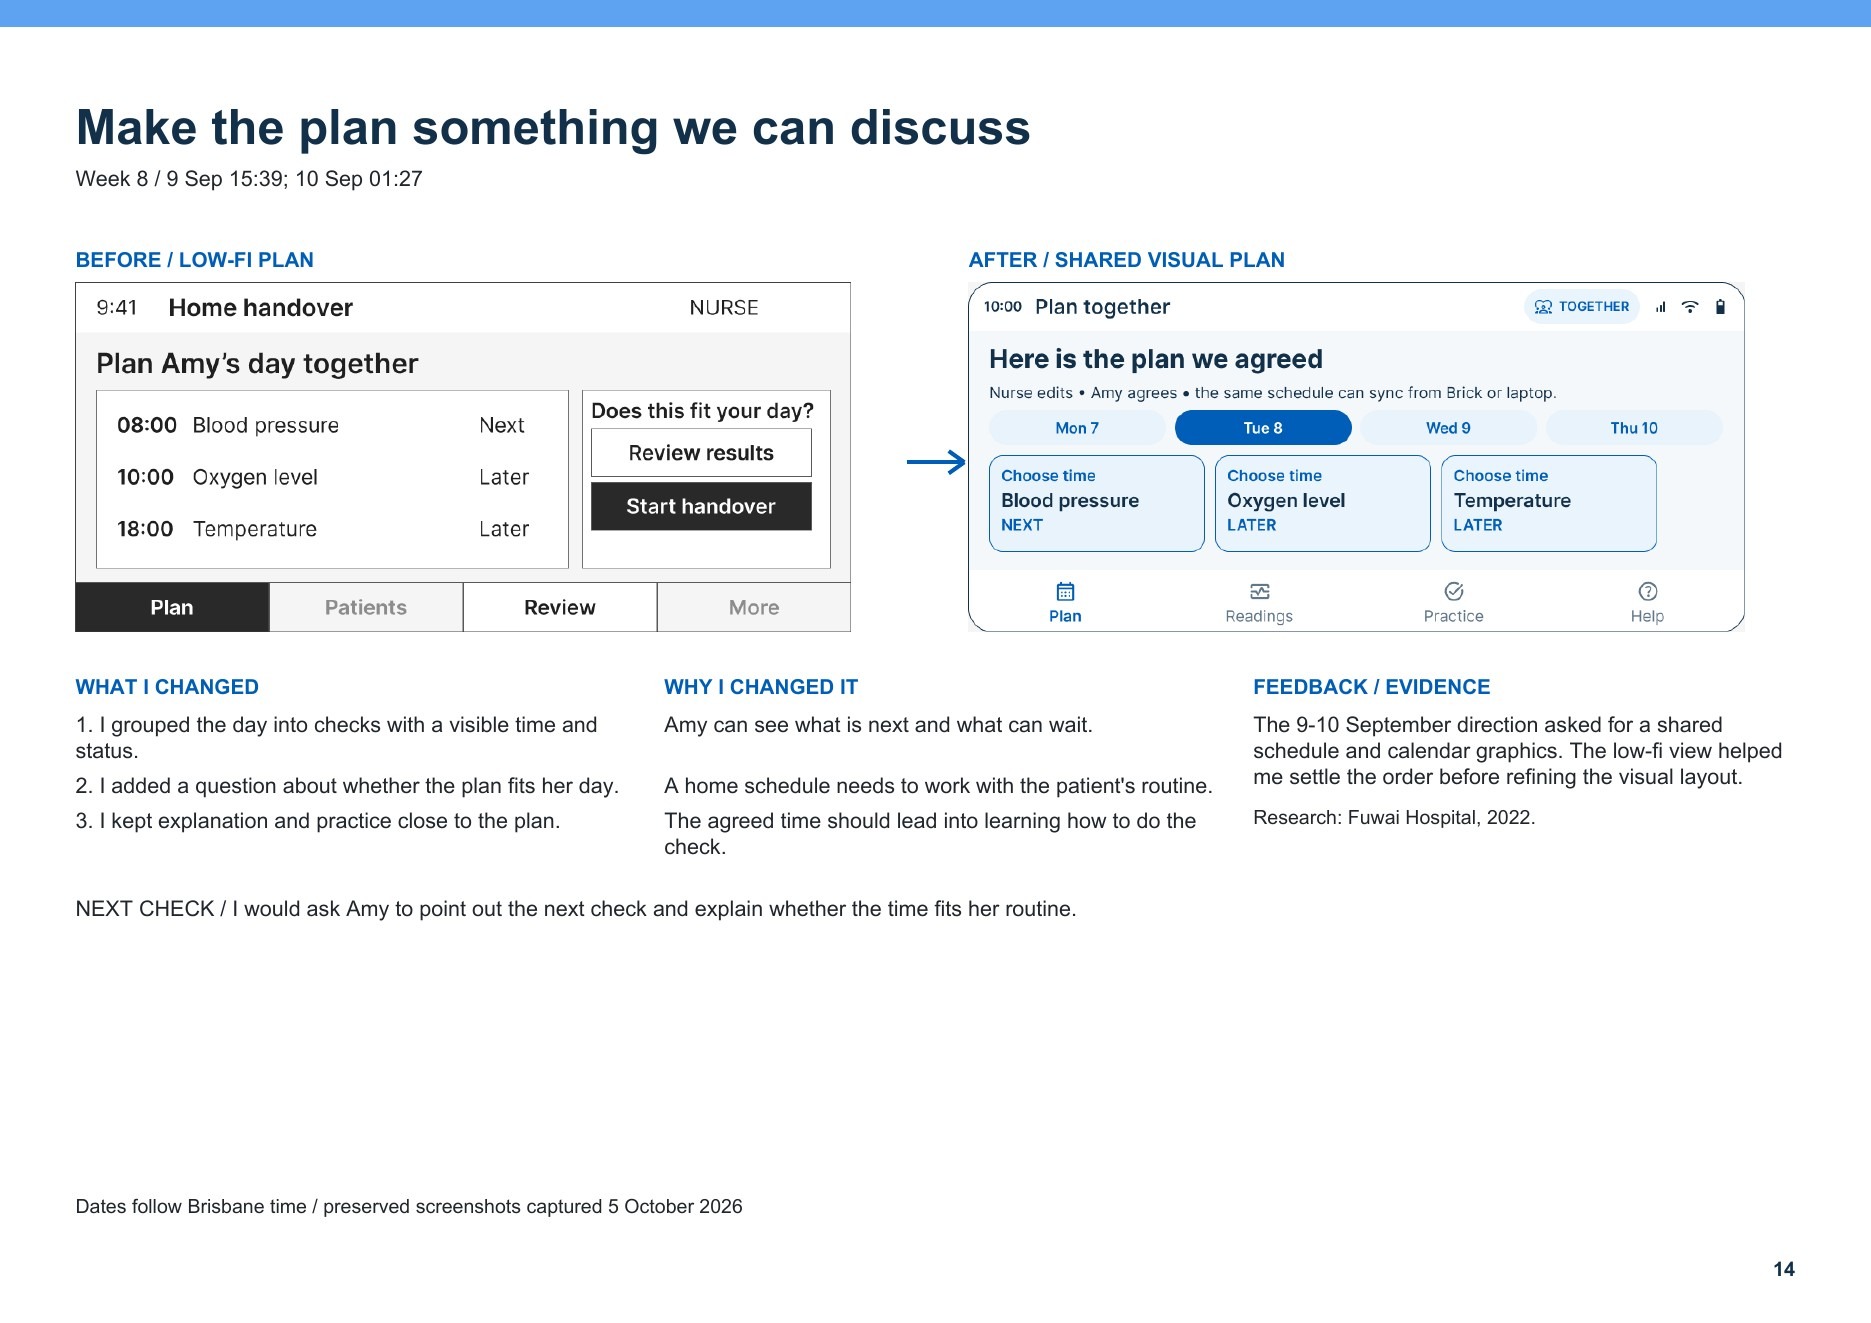 Make the plan something we can discuss
Week 8 / 9 Sep 15:39; 10 Sep 01:27
BEFORE / LOW-FI PLAN
9:41 Home handover NURSE
Plan Amy’s day together
08:00 Blood pressure Next
10:00 Oxygen level Later
18:00 Temperature Later
Does this fit your day?
Review results
Start handover
Plan Patients Review More
AFTER / SHARED VISUAL PLAN
10:00 Plan together TOGETHER
Here is the plan we agreed
Nurse edits • Amy agrees • the same schedule can sync from Brick or laptop.
Mon 7 Tue 8 Wed 9 Thu 10
Choose time
Blood pressure
NEXT
Choose time
Oxygen level
LATER
Choose time
Temperature
LATER
Plan Readings Practice Help
WHAT I CHANGED
1. I grouped the day into checks with a visible time and
status.
2. I added a question about whether the plan fits her day.
3. I kept explanation and practice close to the plan.
WHY I CHANGED IT
Amy can see what is next and what can wait.
A home schedule needs to work with the patient's routine.
The agreed time should lead into learning how to do the
check.
FEEDBACK / EVIDENCE
The 9-10 September direction asked for a shared
schedule and calendar graphics. The low-fi view helped
me settle the order before refining the visual layout.
Research: Fuwai Hospital, 2022.
NEXT CHECK / I would ask Amy to point out the next check and explain whether the time fits her routine.
Dates follow Brisbane time / preserved screenshots captured 5 October 2026
14